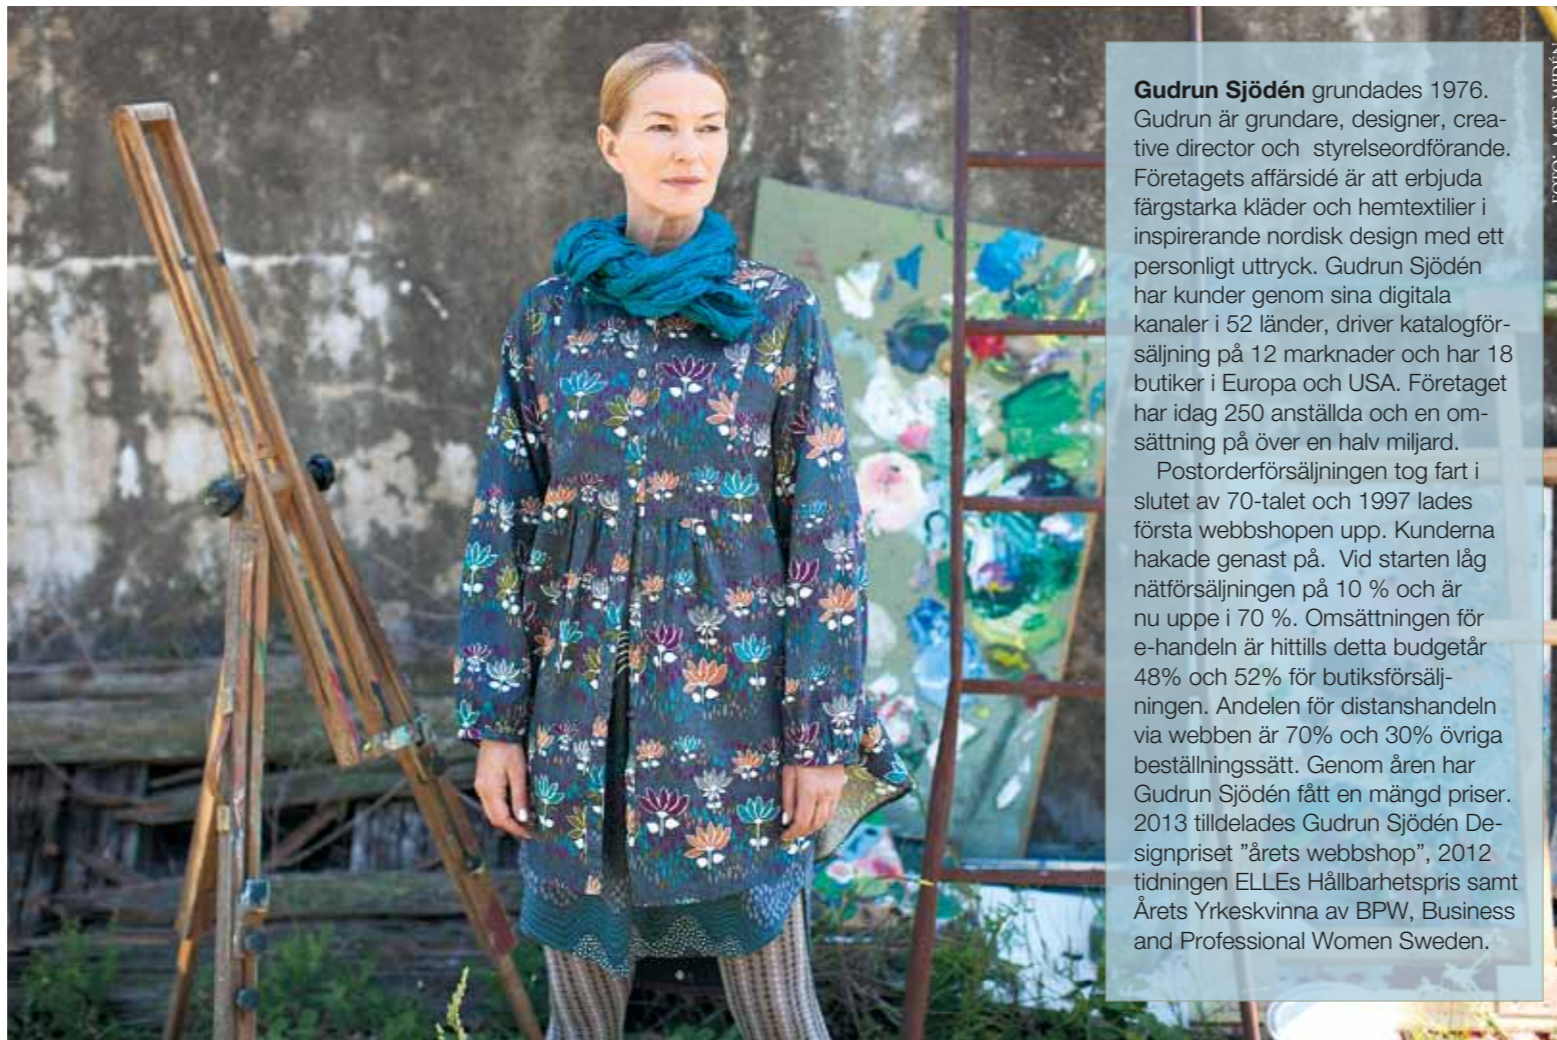 Gudrun Sjödén grundades 1976.
Gudrun är grundare, designer, crea-
tive director och  styrelseordförande.
Företagets affärsidé är att erbjuda
färgstarka kläder och hemtextilier i
inspirerande nordisk design med ett
personligt uttryck. Gudrun Sjödén
har kunder genom sina digitala
kanaler i 52 länder, driver katalogför-
säljning på 12 marknader och har 18
butiker i Europa och USA. Företaget
har idag 250 anställda och en om-
sättning på över en halv miljard.
Postorderförsäljningen tog fart i
slutet av 70-talet och 1997 lades
första webbshopen upp. Kunderna
hakade genast på.  Vid starten låg
nätförsäljningen på 10 % och är
nu uppe i 70 %. Omsättningen för
e-handeln är hittills detta budgetår
48% och 52% för butiksförsälj-
ningen. Andelen för distanshandeln
via webben är 70% och 30% övriga
beställningssätt. Genom åren har
Gudrun Sjödén fått en mängd priser.
2013 tilldelades Gudrun Sjödén De-
signpriset ”årets webbshop”, 2012
tidningen ELLEs Hållbarhetspris samt
Årets Yrkeskvinna av BPW, Business
and Professional Women Sweden.
FOTO: MATS WIDÉN